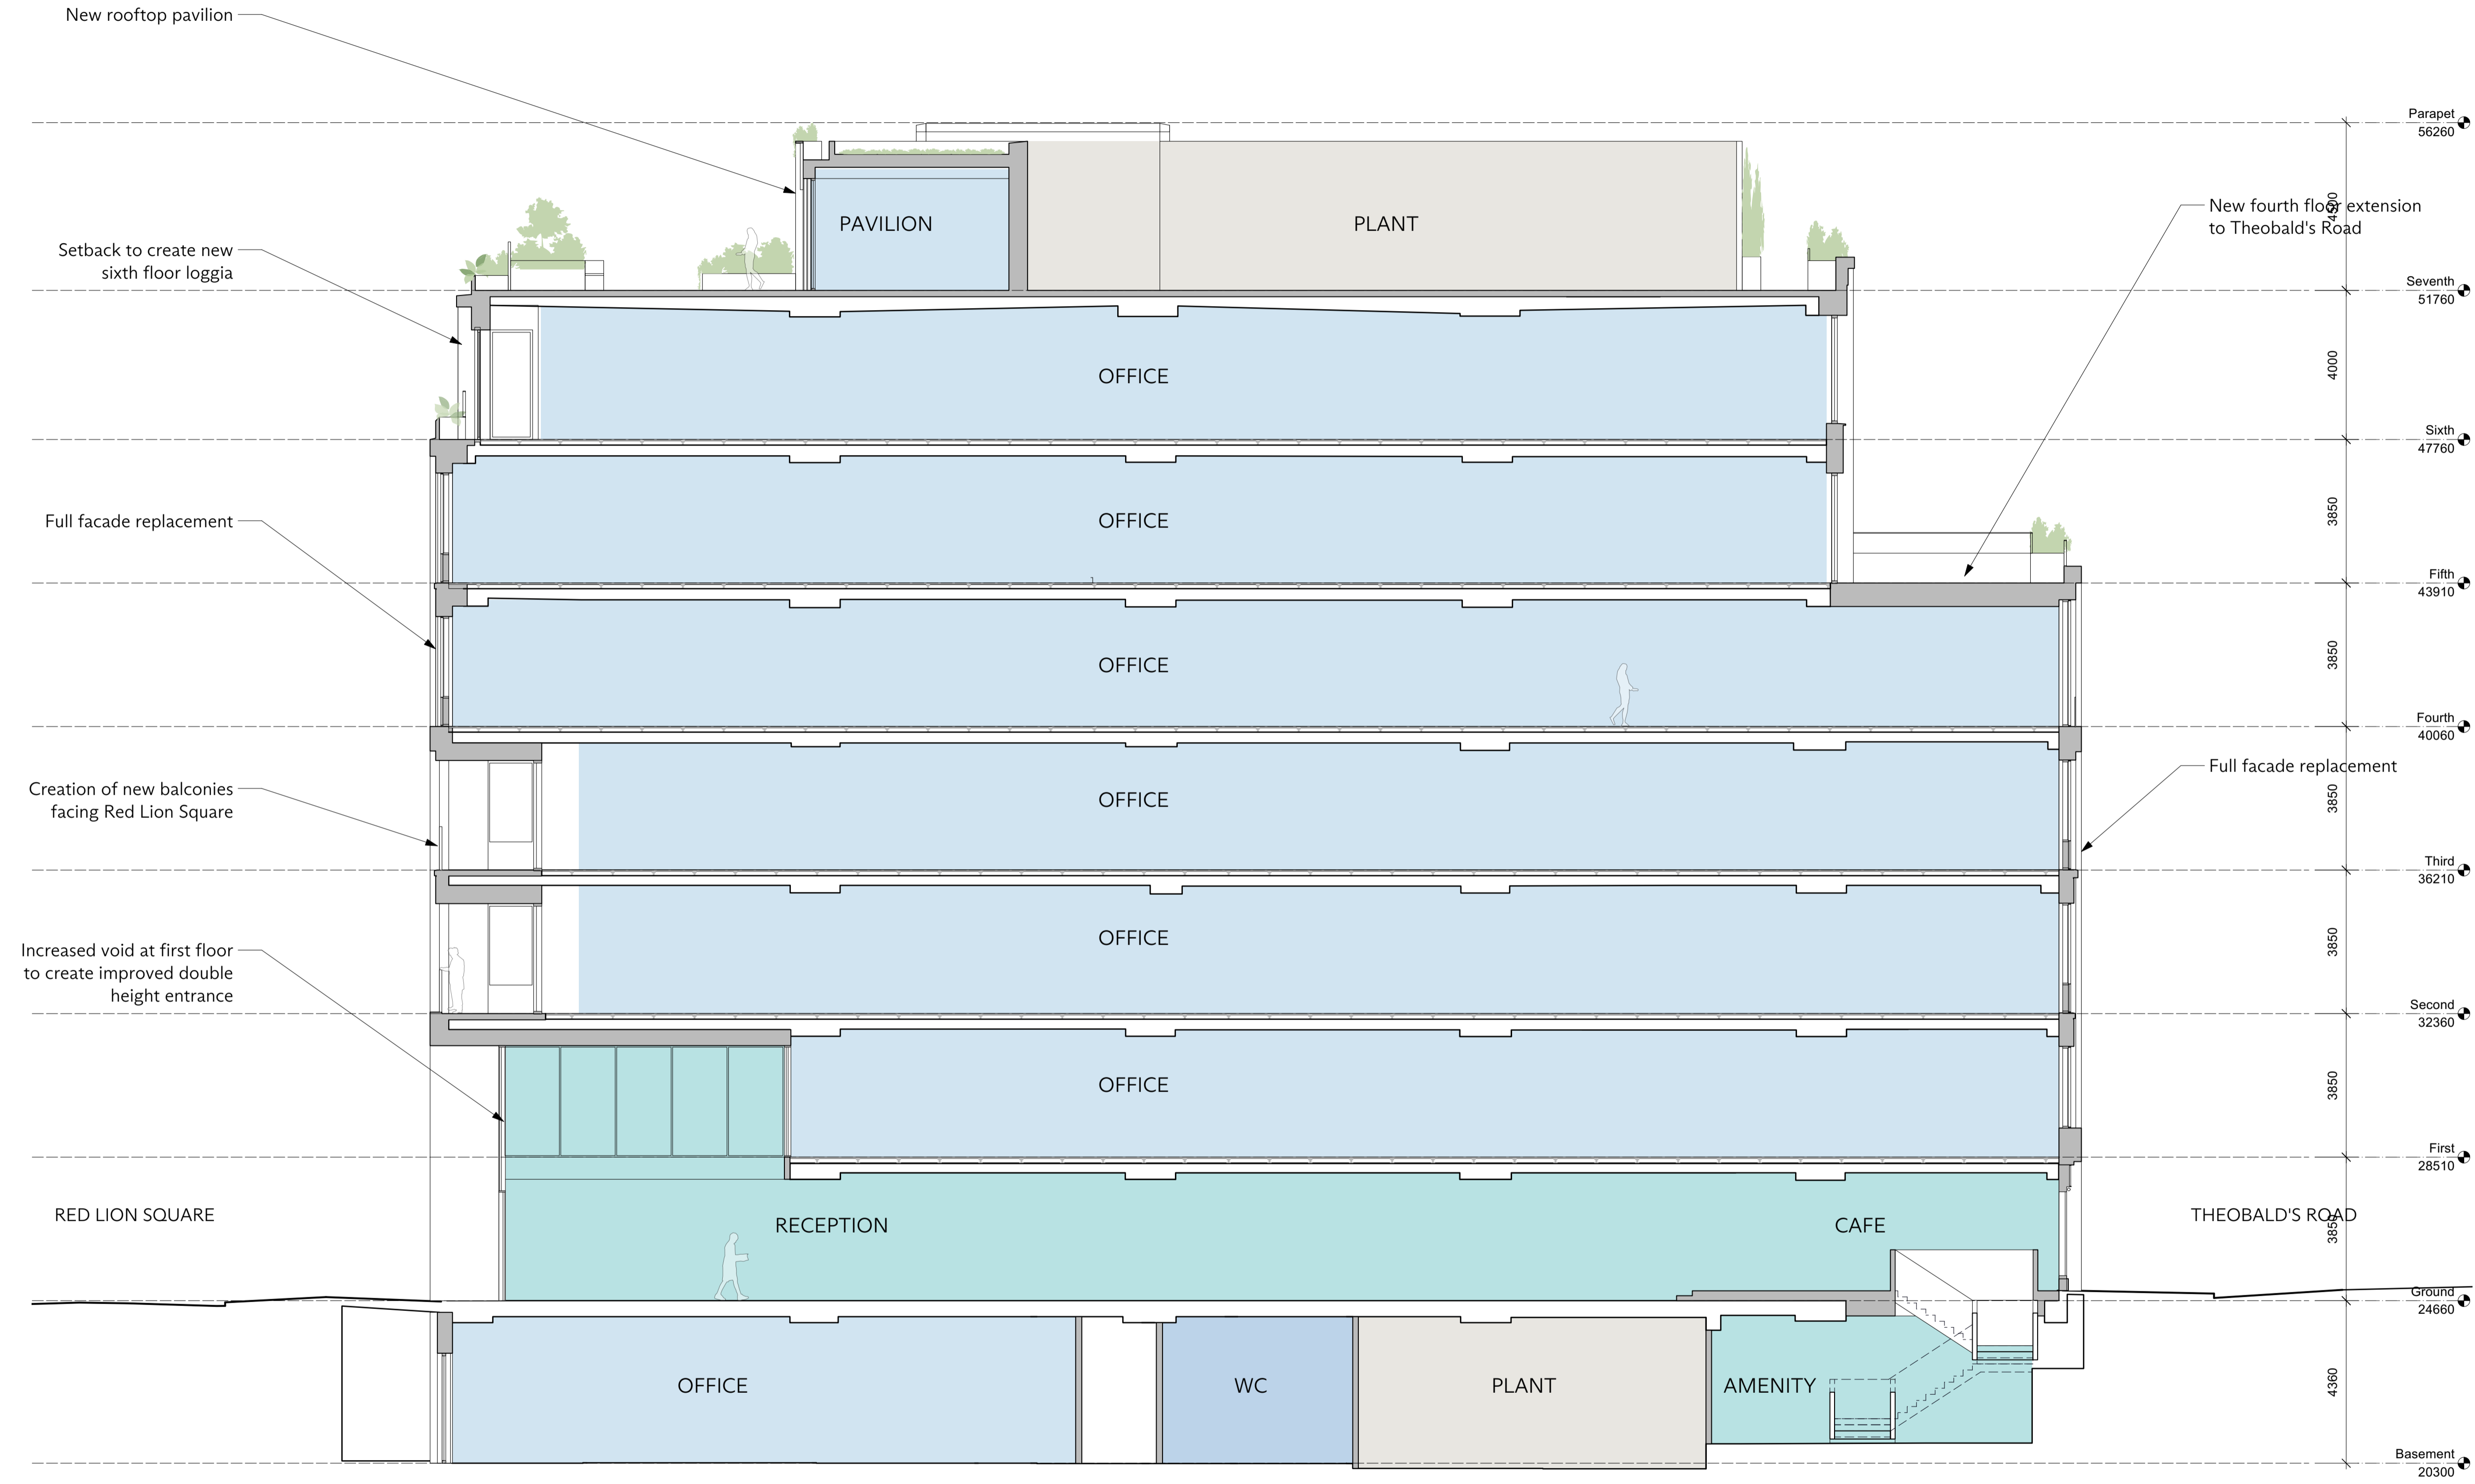 New rooftop pavilion
Parapet
56260
4500
New fourth floor extension
to Theobald's Road
PAVILION
PLANT
Setback to create new
sixth floor loggia
Seventh
51760
4000
OFFICE
Sixth
47760
3850
OFFICE
Full facade replacement
Fifth
43910
3850
OFFICE
Fourth
40060
Full facade replacement
3850
OFFICE
Creation of new balconies
facing Red Lion Square
Third
36210
3850
OFFICE
Increased void at first floor
to create improved double
height entrance
Second
32360
3850
OFFICE
First
28510
RED LION SQUARE
RECEPTION
CAFE
3850
THEOBALD'S ROAD
Ground
24660
4360
OFFICE
WC
PLANT
AMENITY
Basement
20300